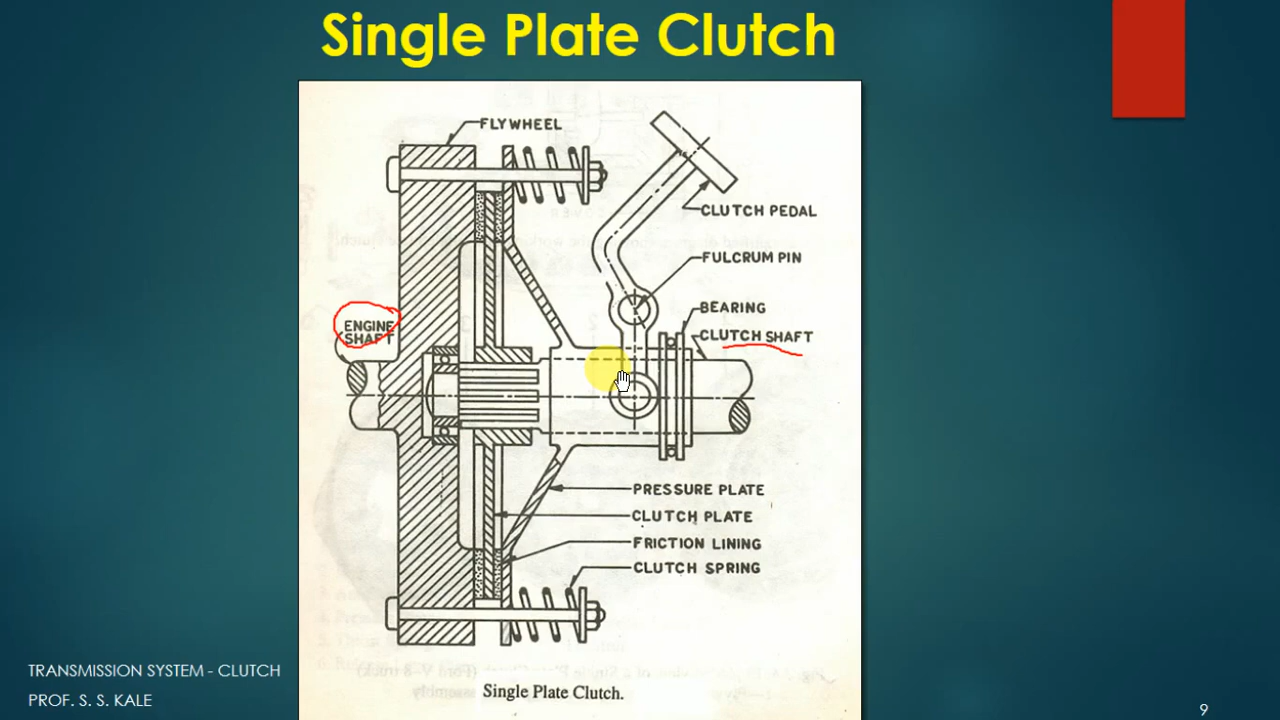 Single Plate Clutch
FLYWHEEL
CLUTCH PEDAL
FULCRUM PIN
BEARING
ENGINE
SHAFT
CLUTCH SHAFT
PRESSURE PLATE
CLUTCH PLATE
FRICTION LINING
CLUTCH SPRING
Single Plate Clutch.
TRANSMISSION SYSTEM - CLUTCH
PROF. S. S. KALE
9